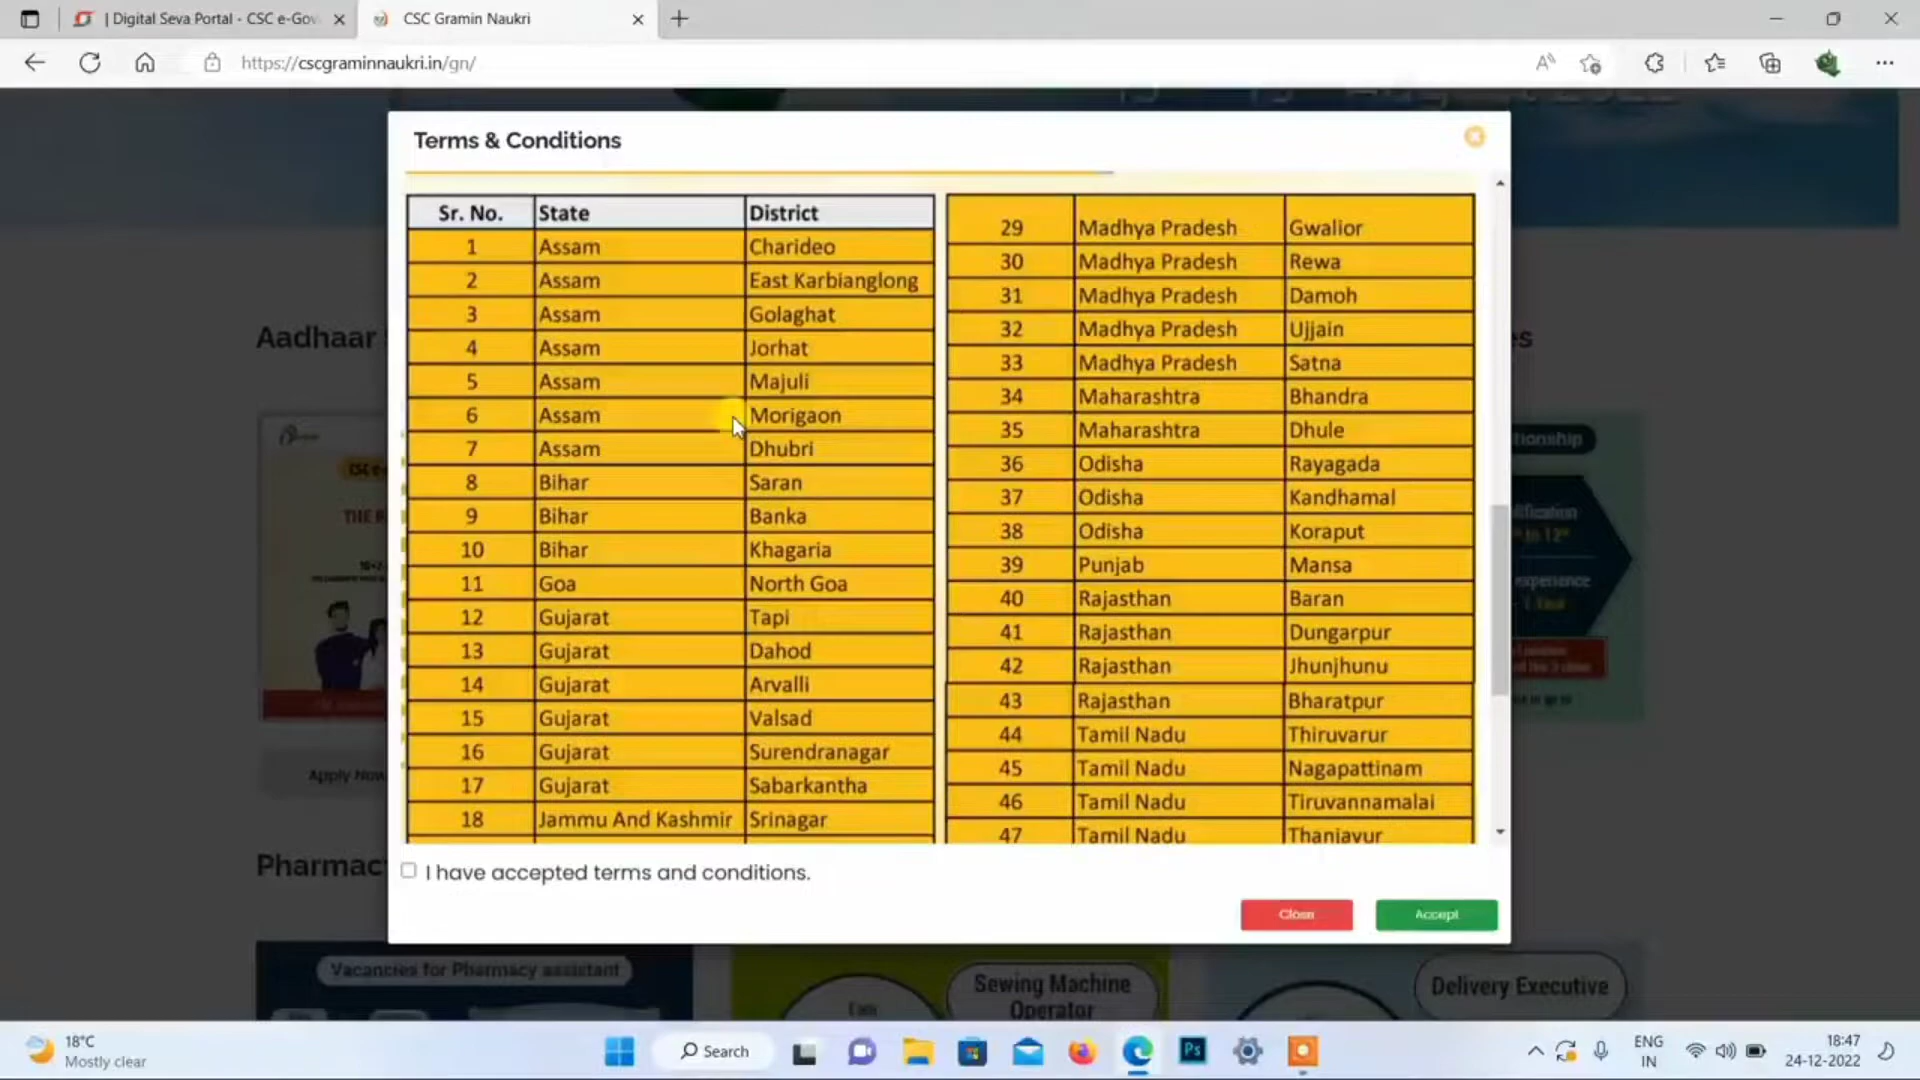 | Digital Seva Portal - CSC e-Gov
CSC Gramin Naukri
https://cscgraminnaukri.in/gn/
Terms & Conditions
Sr. No. State District
1 Assam Charideo
2 Assam East Karbianglong
3 Assam Golaghat
4 Assam Jorhat
5 Assam Majuli
6 Assam Morigaon
7 Assam Dhubri
8 Bihar Saran
9 Bihar Banka
10 Bihar Khagaria
11 Goa North Goa
12 Gujarat Tapi
13 Gujarat Dahod
14 Gujarat Arvalli
15 Gujarat Valsad
16 Gujarat Surendranagar
17 Gujarat Sabarkantha
18 Jammu And Kashmir Srinagar
29 Madhya Pradesh Gwalior
30 Madhya Pradesh Rewa
31 Madhya Pradesh Damoh
32 Madhya Pradesh Ujjain
33 Madhya Pradesh Satna
34 Maharashtra Bhandra
35 Maharashtra Dhule
36 Odisha Rayagada
37 Odisha Kandhamal
38 Odisha Koraput
39 Punjab Mansa
40 Rajasthan Baran
41 Rajasthan Dungarpur
42 Rajasthan Jhunjhunu
43 Rajasthan Bharatpur
44 Tamil Nadu Thiruvarur
45 Tamil Nadu Nagapattinam
46 Tamil Nadu Tiruvannamalai
47 Tamil Nadu Thanjavur
I have accepted terms and conditions.
Close Accept
Aadhaar
Apply Now
Pharmac
Vacancies for Pharmacy assistant
Sewing Machine
Operator
Delivery Executive
18°C
Mostly clear
Search
Ps
ENG
IN
18:47
24-12-2022